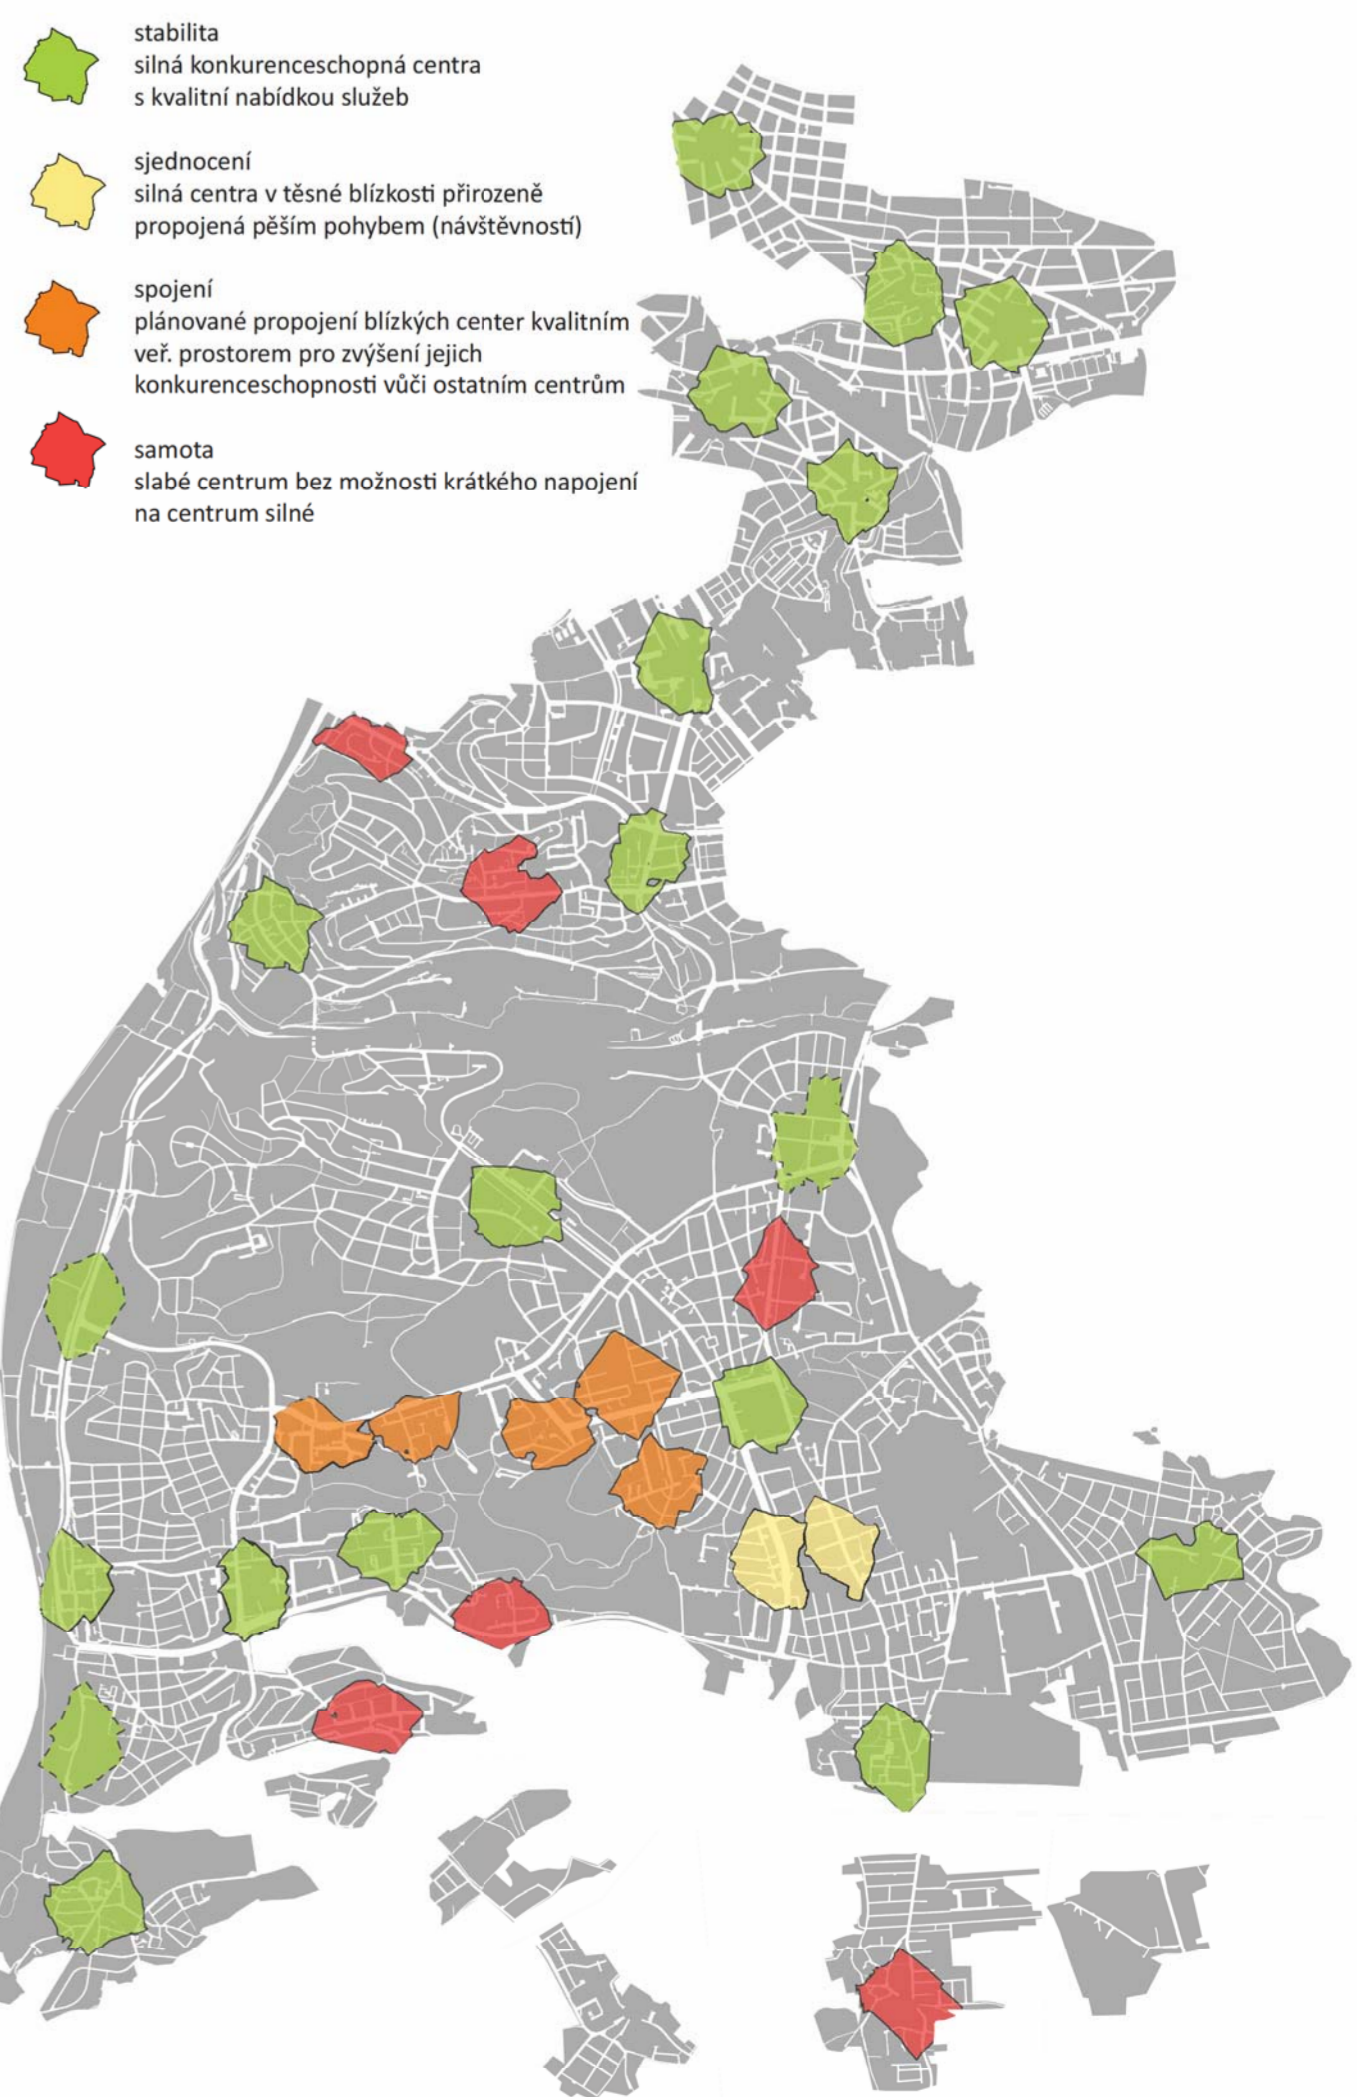 stabilita
silná konkurenceschopná centra
s kvalitní nabídkou služeb
sjednocení
silná centra v těsné blízkosti přirozeně
propojená pěším pohybem (návštěvností)
spojení
plánované propojení blízkých center kvalitním
veř. prostorem pro zvýšení jejich
konkurenceschopnosti vůči ostatním centrům
samota
slabé centrum bez možnosti krátkého napojení
na centrum silné